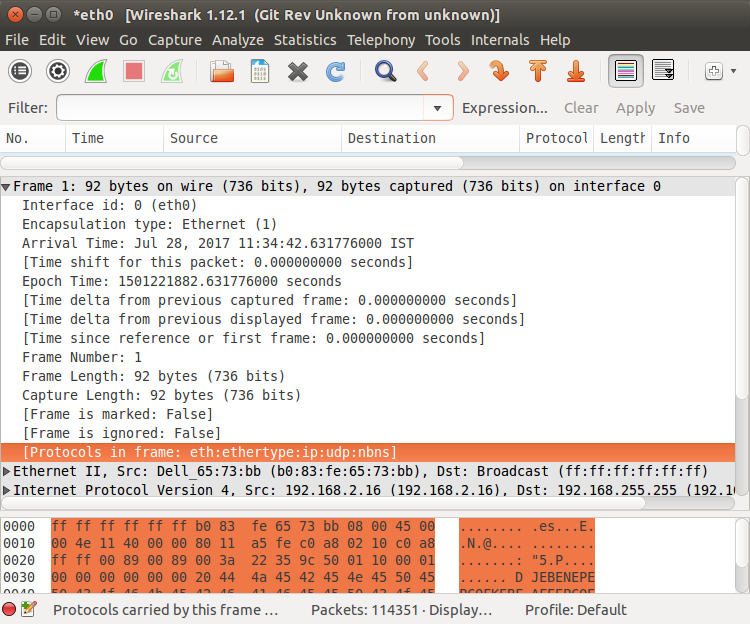 *eth0 [Wireshark 1.12.1 (Git Rev Unknown from unknown)]
File Edit View Go Capture Analyze Statistics Telephony Tools Internals Help
Filter: Expression... Clear Apply Save
No. Time Source Destination Protocol Length Info
Frame 1: 92 bytes on wire (736 bits), 92 bytes captured (736 bits) on interface 0
Interface id: 0 (eth0)
Encapsulation type: Ethernet (1)
Arrival Time: Jul 28, 2017 11:34:42.631776000 IST
[Time shift for this packet: 0.000000000 seconds]
Epoch Time: 1501221882.631776000 seconds
[Time delta from previous captured frame: 0.000000000 seconds]
[Time delta from previous displayed frame: 0.000000000 seconds]
[Time since reference or first frame: 0.000000000 seconds]
Frame Number: 1
Frame Length: 92 bytes (736 bits)
Capture Length: 92 bytes (736 bits)
[Frame is marked: False]
[Frame is ignored: False]
[Protocols in frame: eth:ethertype:ip:udp:nbns]
Ethernet II, Src: Dell_65:73:bb (b0:83:fe:65:73:bb), Dst: Broadcast (ff:ff:ff:ff:ff:ff)
Internet Protocol Version 4, Src: 192.168.2.16 (192.168.2.16), Dst: 192.168.255.255 (192.16
0000 ff ff ff ff ff ff b0 83 fe 65 73 bb 08 00 45 00 ........ .es...E.
0010 00 4e 11 40 00 00 80 11 a5 fe c0 a8 02 10 c0 a8 .N.@.... ........
0020 ff ff 00 89 00 89 00 3a 22 35 9c 50 01 10 00 01 .......: "5.P....
0030 00 00 00 00 00 00 20 44 4a 45 42 45 4e 45 50 45 ...... D JEBENEPE
Protocols carried by this frame ... Packets: 114351 · Display... Profile: Default